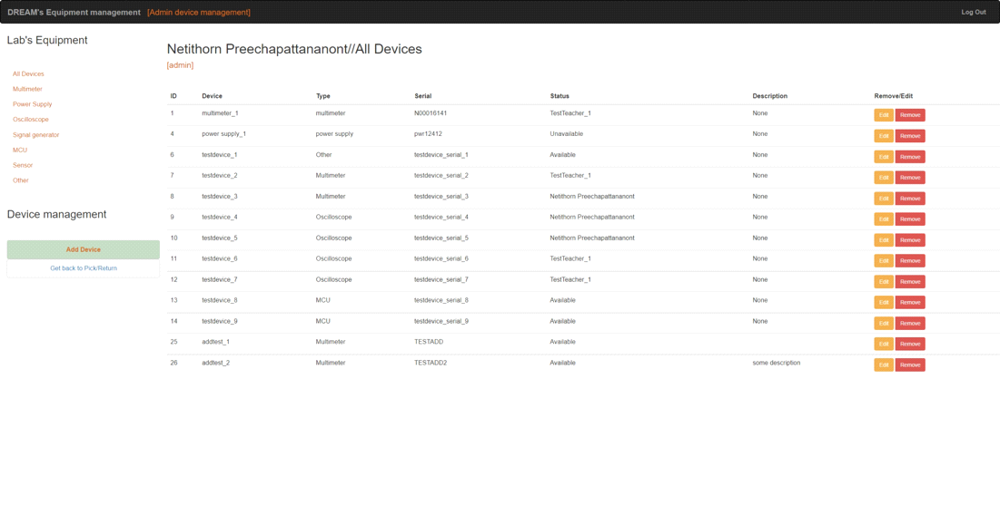 DREAM's Equipment management [Admin device management] Log Out
Lab's Equipment
All Devices
Multimeter
Power Supply
Oscilloscope
Signal generator
MCU
Sensor
Other
Device management
Add Device
Get back to Pick/Return
Netithorn Preechapattananont//All Devices
[admin]
ID Device Type Serial Status Description Remove/Edit
1 multimeter_1 multimeter N00016141 TestTeacher_1 None Edit Remove
4 power supply_1 power supply pwr12412 Unavailable None Edit Remove
6 testdevice_1 Other testdevice_serial_1 Available None Edit Remove
7 testdevice_2 Multimeter testdevice_serial_2 TestTeacher_1 None Edit Remove
8 testdevice_3 Multimeter testdevice_serial_3 Netithorn Preechapattananont None Edit Remove
9 testdevice_4 Oscilloscope testdevice_serial_4 Netithorn Preechapattananont None Edit Remove
10 testdevice_5 Oscilloscope testdevice_serial_5 Netithorn Preechapattananont None Edit Remove
11 testdevice_6 Oscilloscope testdevice_serial_6 TestTeacher_1 None Edit Remove
12 testdevice_7 Oscilloscope testdevice_serial_7 TestTeacher_1 None Edit Remove
13 testdevice_8 MCU testdevice_serial_8 Available None Edit Remove
14 testdevice_9 MCU testdevice_serial_9 Available None Edit Remove
25 addtest_1 Multimeter TESTADD Available Edit Remove
26 addtest_2 Multimeter TESTADD2 Available some description Edit Remove